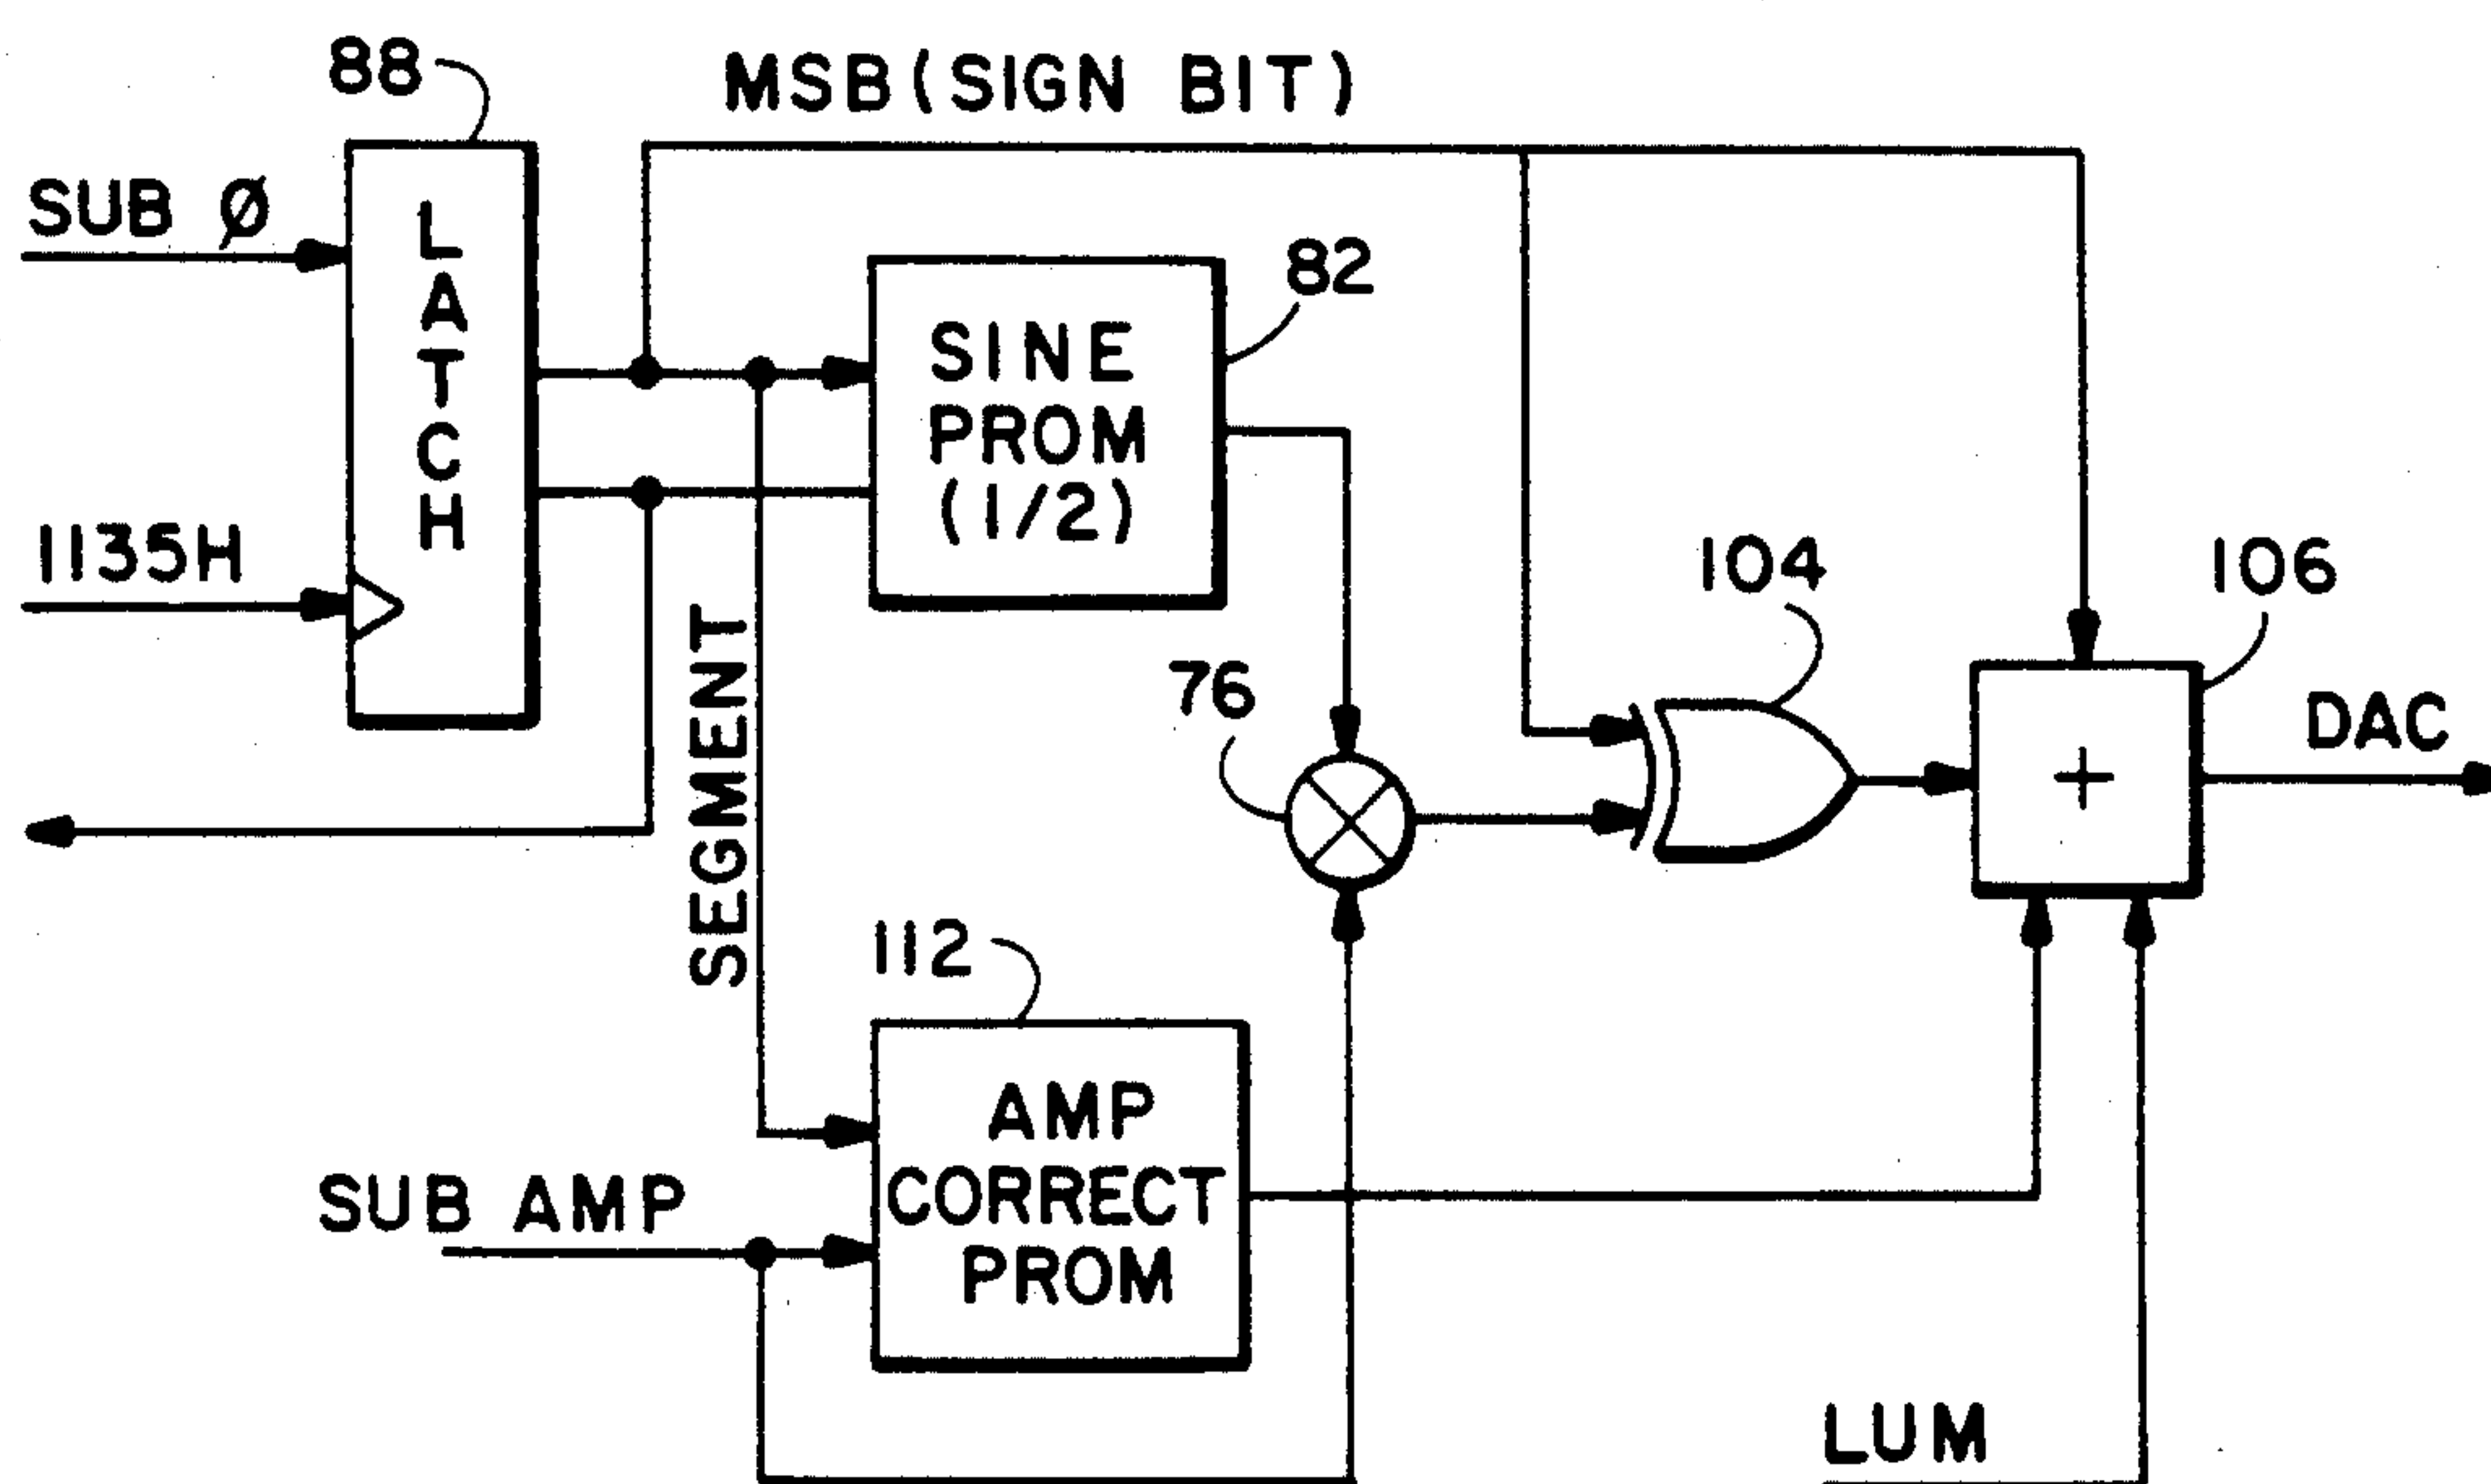 88
MSB(SIGN BIT)
SUB Ø
LATCH
82
SINE
PROM
(1/2)
1135H
104
106
SEGMENT
76
DAC
112
AMP
CORRECT
PROM
SUB AMP
+
LUM